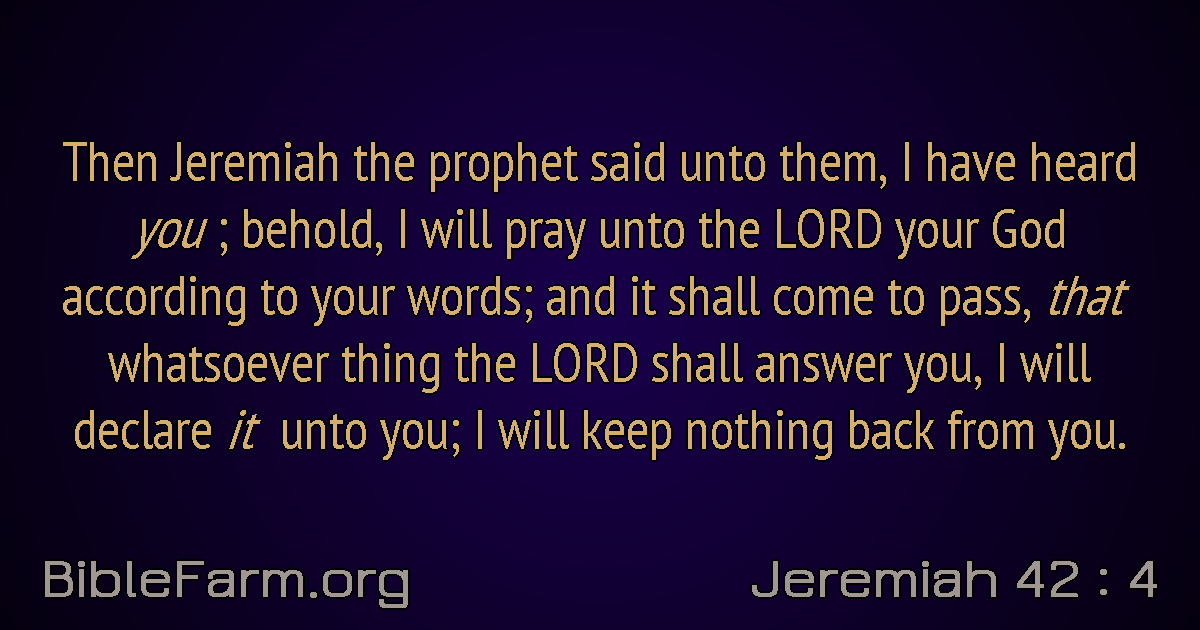 Then Jeremiah the prophet said unto them, I have heard
you ; behold, I will pray unto the LORD your God
according to your words; and it shall come to pass, that
whatsoever thing the LORD shall answer you, I will
declare it unto you; I will keep nothing back from you.
BibleFarm.org
Jeremiah 42 : 4